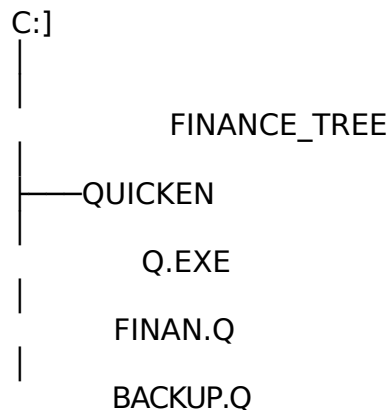 C:]
FINANCE_TREE
QUICKEN
Q.EXE
FINAN.Q
BACKUP.Q